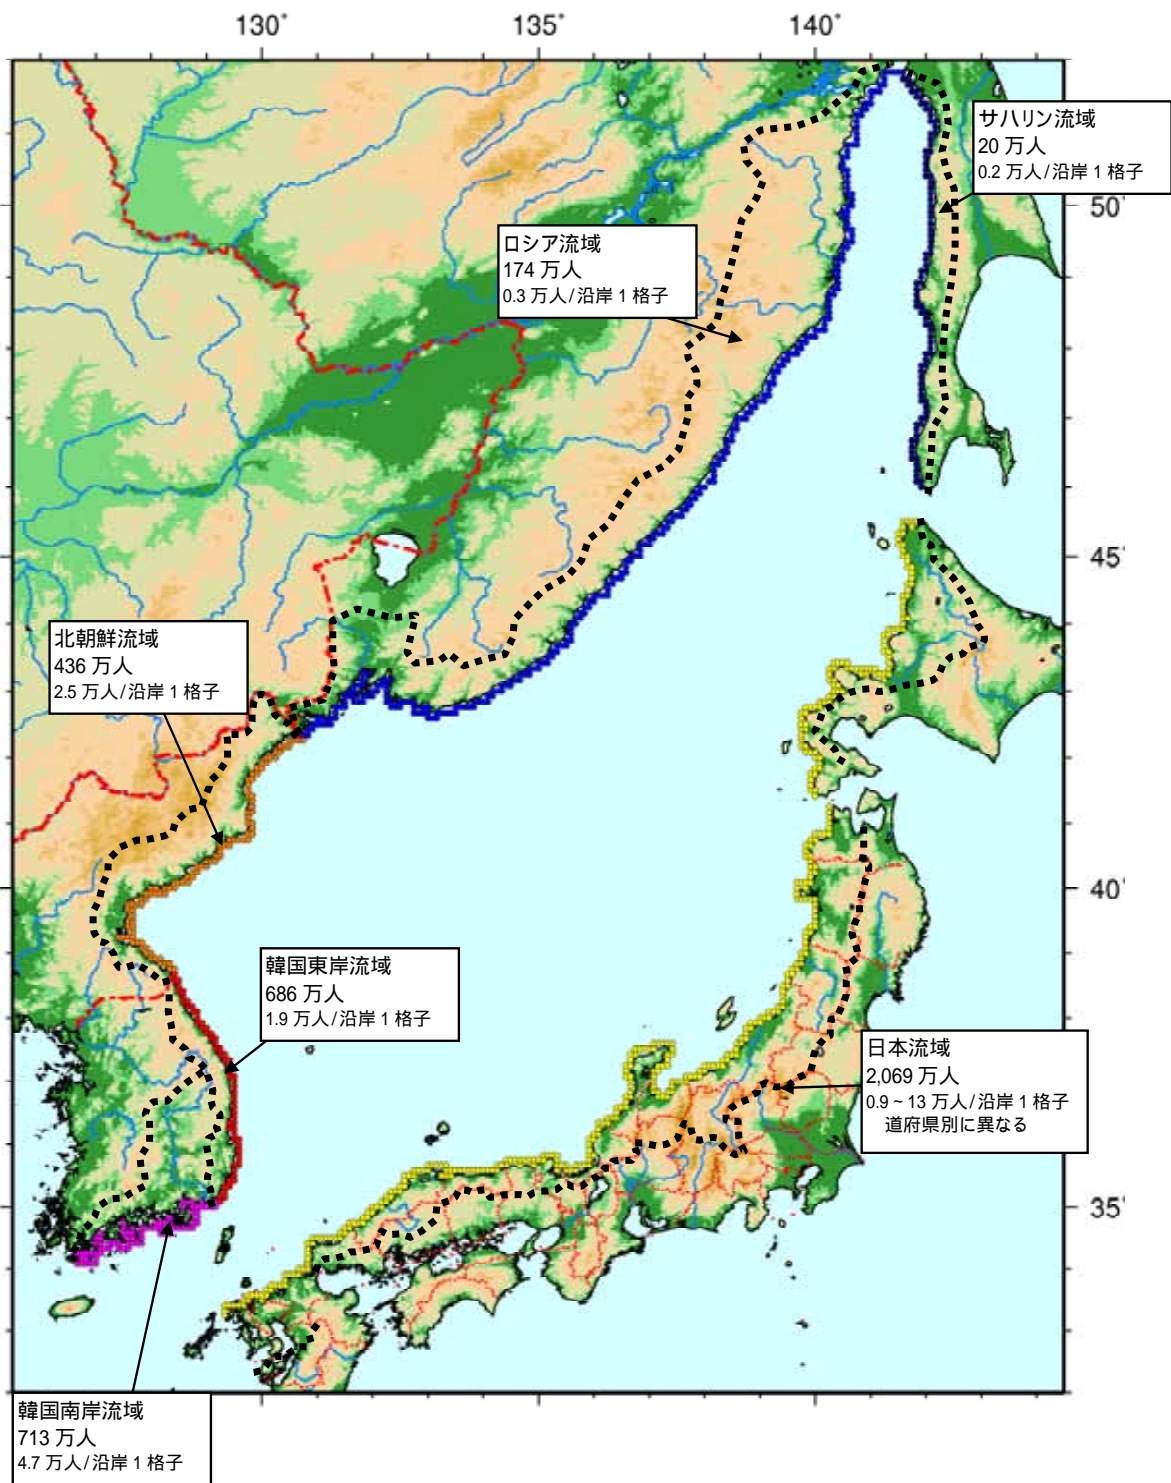 130° 135° 140°
サハリン流域
20 万人
0.2 万人/沿岸 1 格子
50°
ロシア流域
174 万人
0.3 万人/沿岸 1 格子
45°
北朝鮮流域
436 万人
2.5 万人/沿岸 1 格子
40°
韓国東岸流域
686 万人
1.9 万人/沿岸 1 格子
日本流域
2,069 万人
0.9～13 万人/沿岸 1 格子
道府県別に異なる
35°
韓国南岸流域
713 万人
4.7 万人/沿岸 1 格子